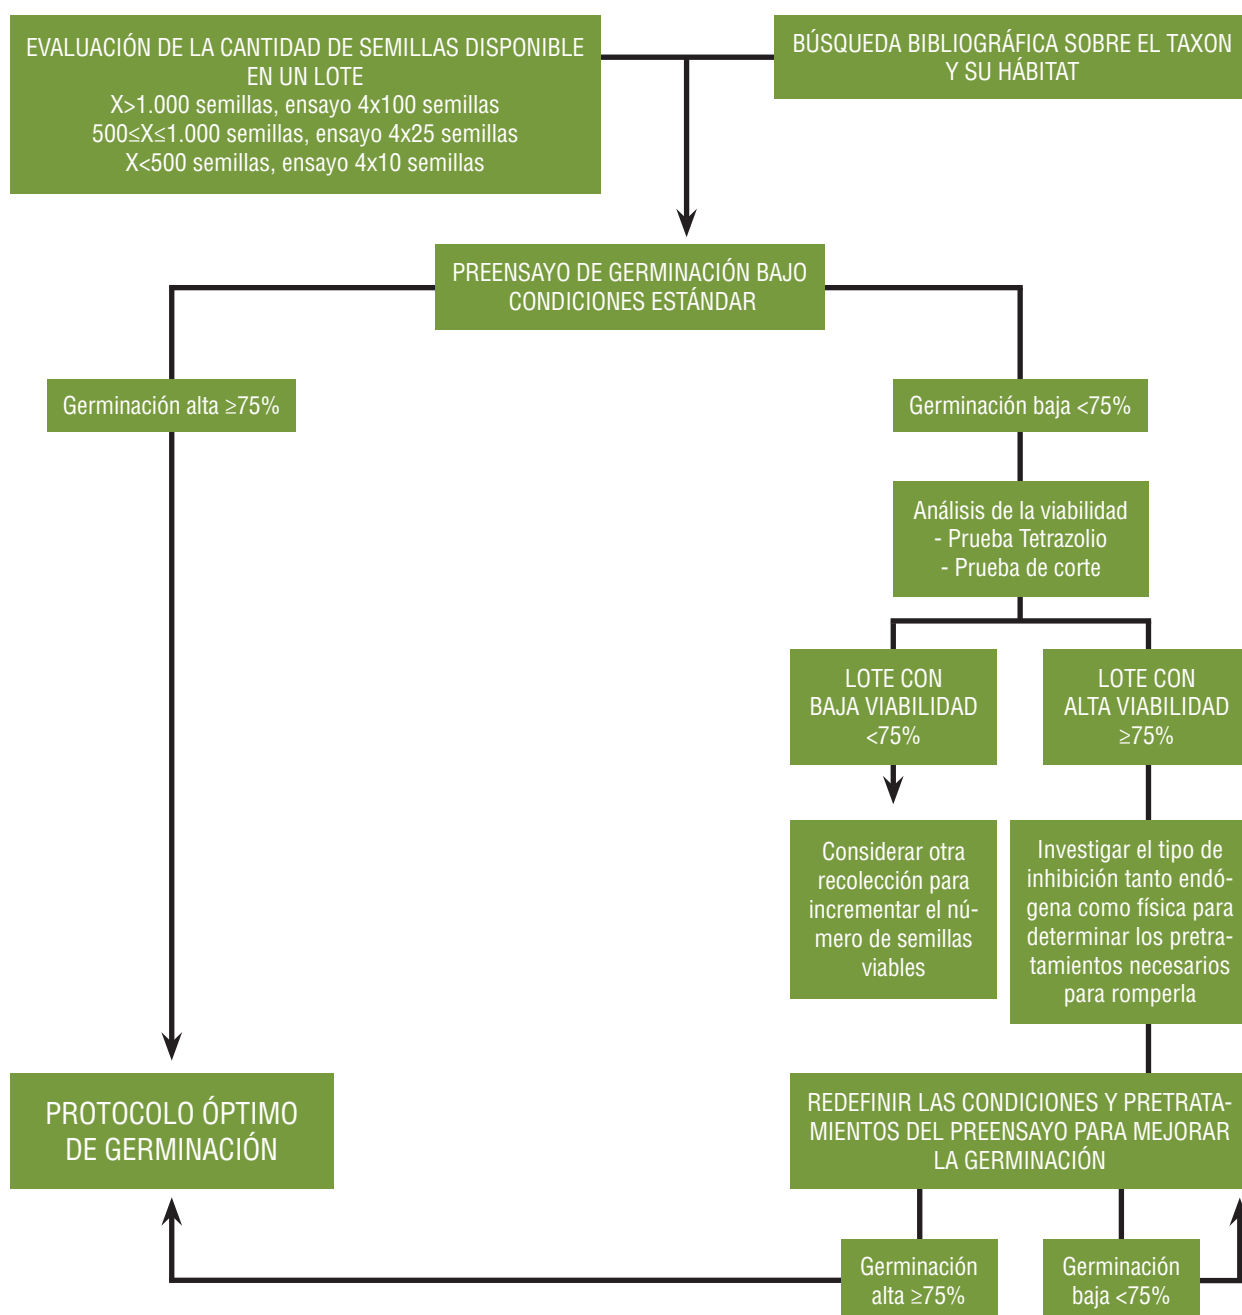 EVALUACIÓN DE LA CANTIDAD DE SEMILLAS DISPONIBLE
EN UN LOTE
X>1.000 semillas, ensayo 4x100 semillas
500≤X≤1.000 semillas, ensayo 4x25 semillas
X<500 semillas, ensayo 4x10 semillas
BÚSQUEDA BIBLIOGRÁFICA SOBRE EL TAXON
Y SU HÁBITAT
PREENSAYO DE GERMINACIÓN BAJO
CONDICIONES ESTÁNDAR
Germinación alta ≥75%
Germinación baja <75%
Análisis de la viabilidad
- Prueba Tetrazolio
- Prueba de corte
LOTE CON
BAJA VIABILIDAD
<75%
LOTE CON
ALTA VIABILIDAD
≥75%
Considerar otra
recolección para
incrementar el nú-
mero de semillas
viables
Investigar el tipo de
inhibición tanto endó-
gena como física para
determinar los pretra-
tamientos necesarios
para romperla
PROTOCOLO ÓPTIMO
DE GERMINACIÓN
REDEFINIR LAS CONDICIONES Y PRETRATA-
MIENTOS DEL PREENSAYO PARA MEJORAR
LA GERMINACIÓN
Germinación
alta ≥75%
Germinación
baja <75%